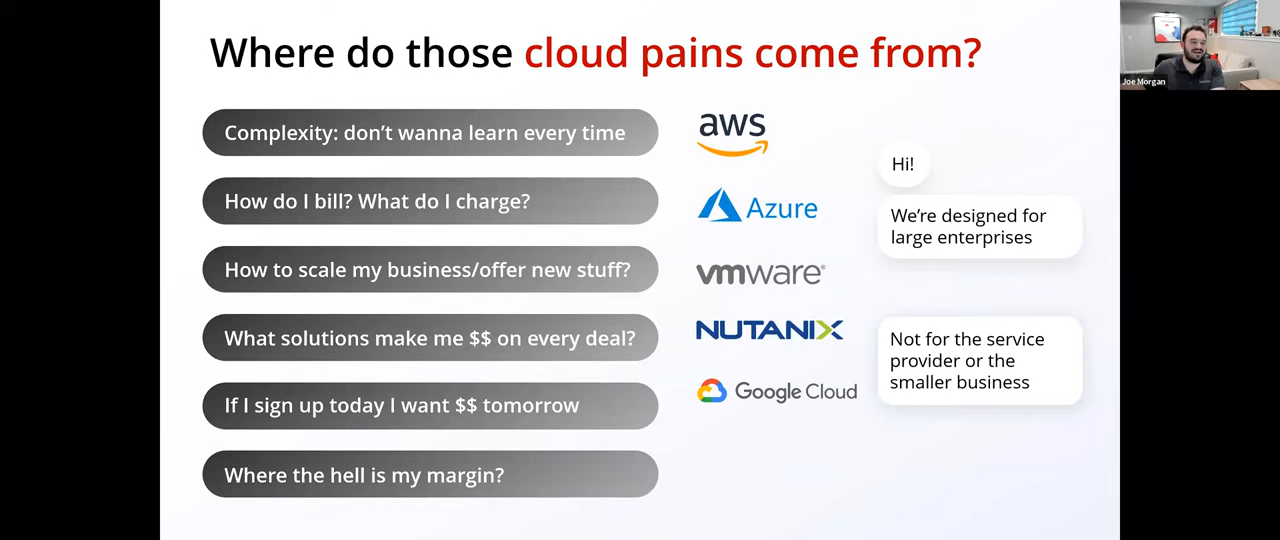 Where do those cloud pains come from?
Complexity: don't wanna learn every time
How do I bill? What do I charge?
How to scale my business/offer new stuff?
What solutions make me $$ on every deal?
If I sign up today I want $$ tomorrow
Where the hell is my margin?
aws
Azure
vmware®
NUTANIX
Google Cloud
Hi!
We're designed for
large enterprises
Not for the service
provider or the
smaller business
Joe Morgan